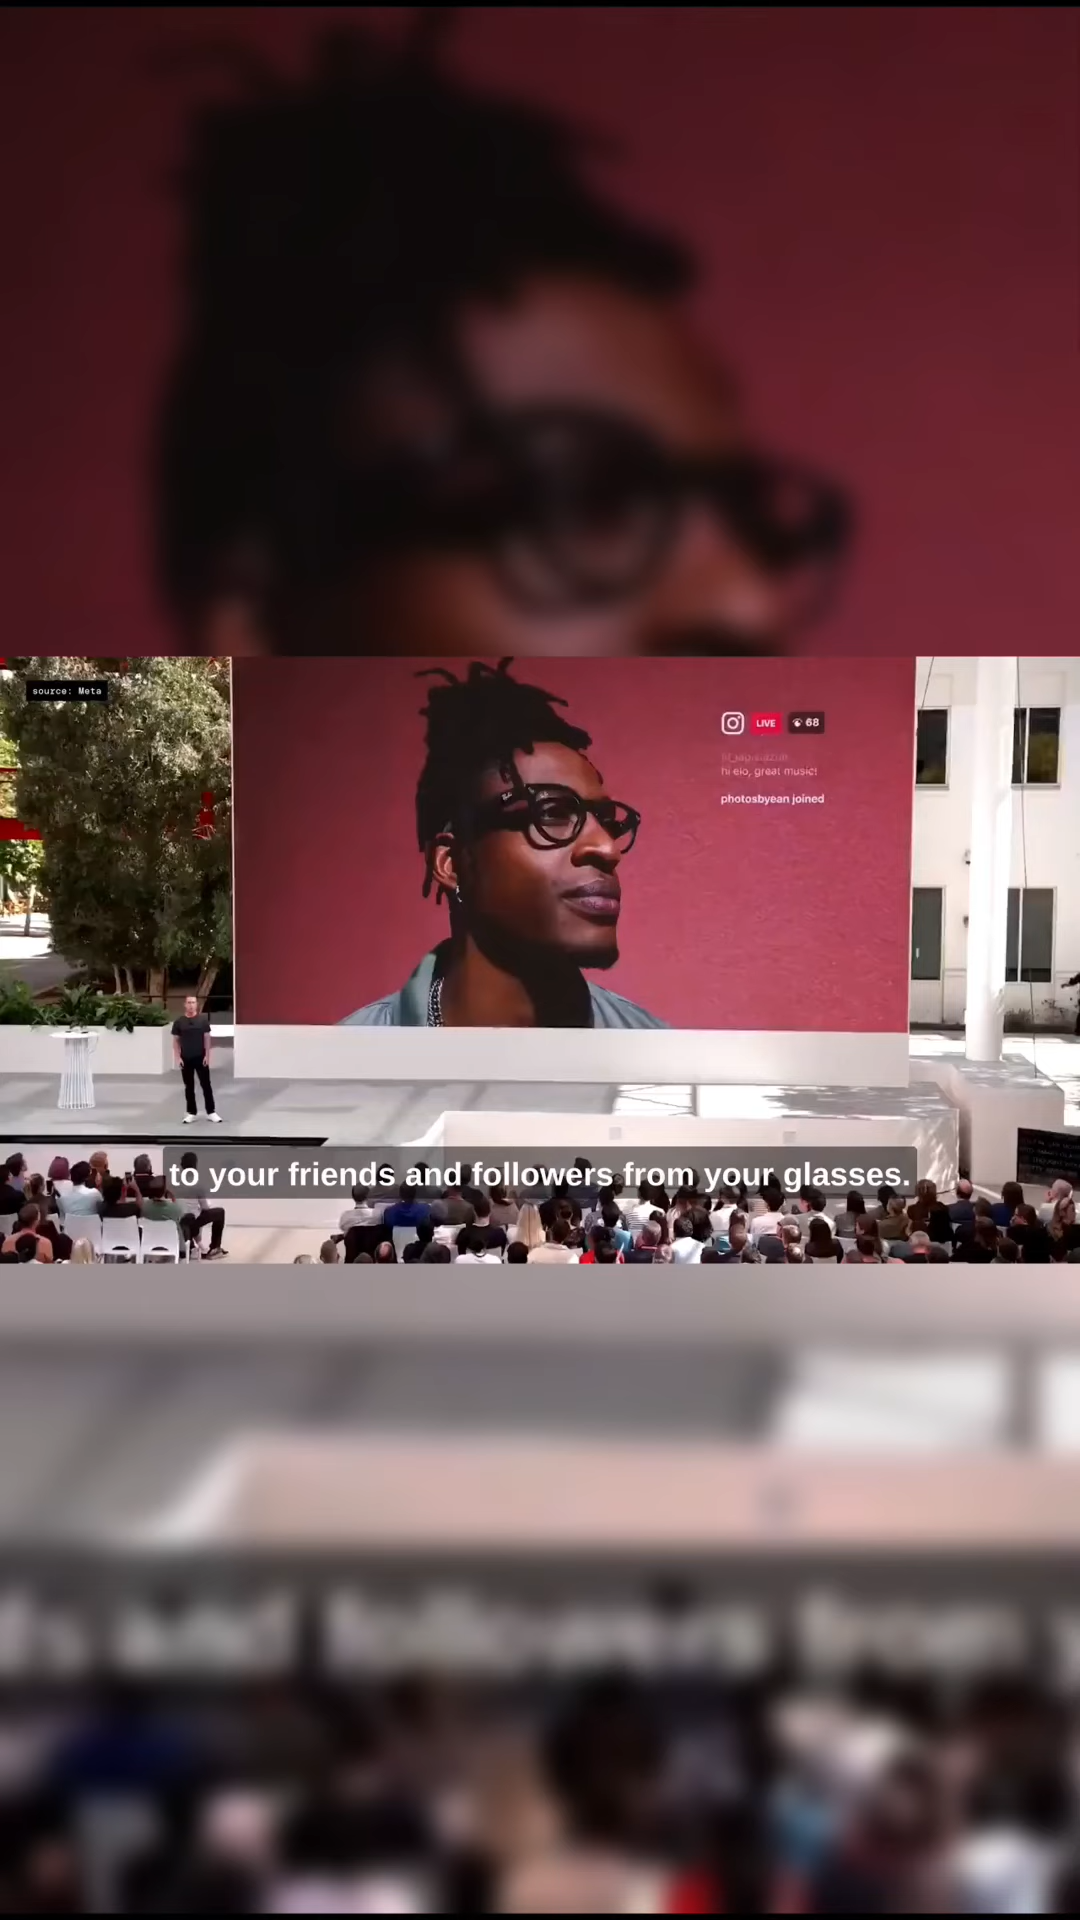 source: Meta
LIVE
68
hi elo, great music!
photosbyean joined
to your friends and followers from your glasses.